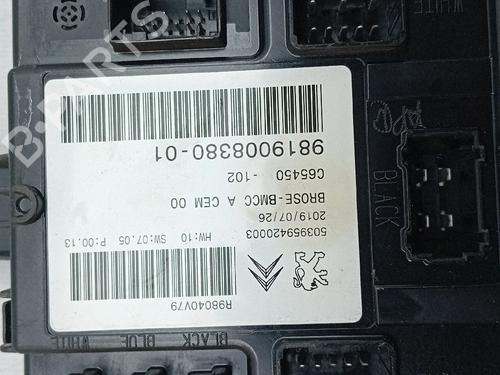 WHITE
9819008380-01
C65450 -102
BROSE-BMCC A CEM 00
2019/07/26
503959420003
HW:10 SW:07.05 P:00.13
R98040V79
BLACK
BLACK BLUE WHITE
B-PARTS